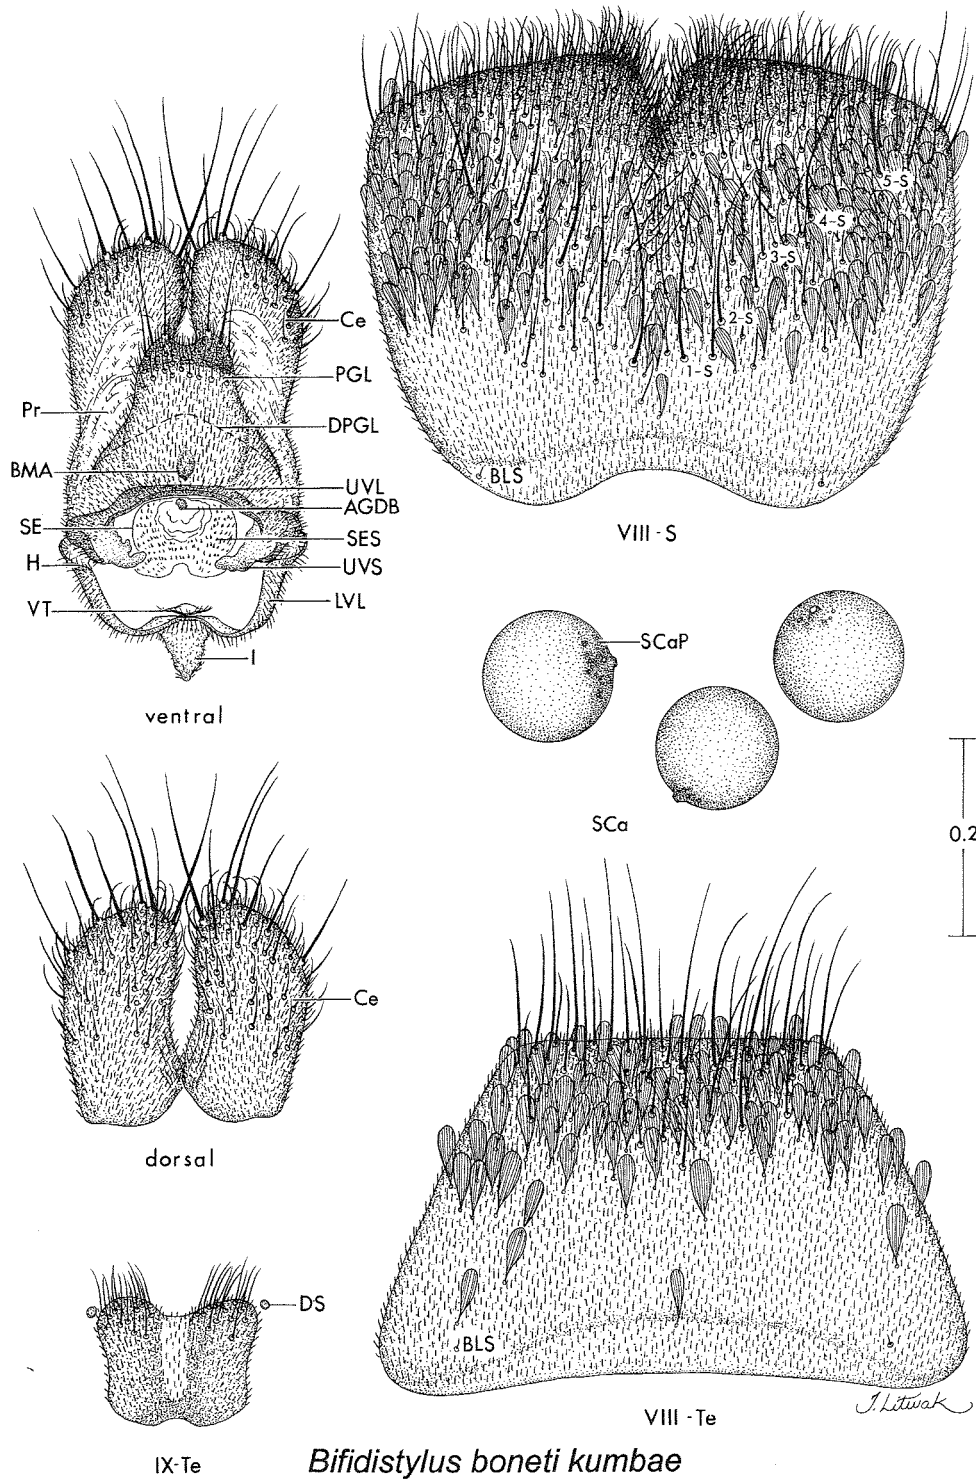 5-S
4-S
3-S
2-S
1-S
BLS
VIII - S
Ce
PGL
Pr
DPGL
BMA
UVL
AGDB
SE
SES
H
UVS
VT
LVL
I
ventral
SCaP
SCa
0.2
Ce
dorsal
DS
IX-Te
BLS
VIII - Te
J. Litwak
Bifidistylus boneti kumbae